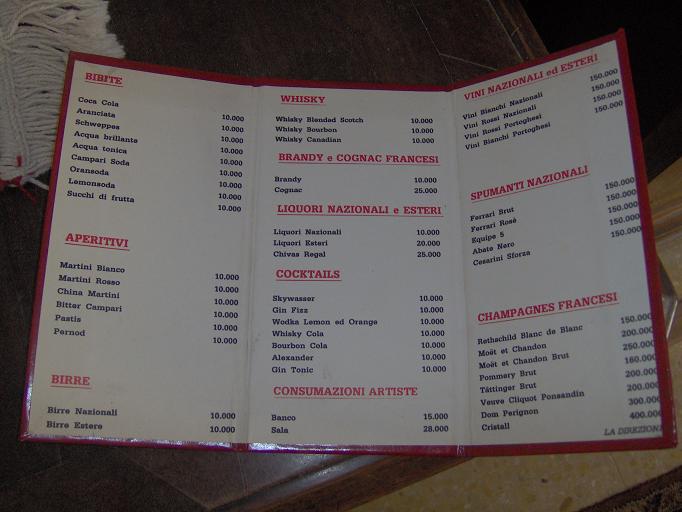 BIBITE
Coca Cola 10.000
Aranciata 10.000
Schweppes 10.000
Acqua brillante 10.000
Acqua tonica 10.000
Campari Soda 10.000
Oransoda 10.000
Lemonsoda 10.000
Succhi di frutta 10.000
APERITIVI
Martini Bianco 10.000
Martini Rosso 10.000
China Martini 10.000
Bitter Campari 10.000
Pastis 10.000
Pernod 10.000
BIRRE
Birre Nazionali 10.000
Birre Estere 10.000
WHISKY
Whisky Blended Scotch 10.000
Whisky Bourbon 10.000
Whisky Canadian 10.000
BRANDY e COGNAC FRANCESI
Brandy 10.000
Cognac 25.000
LIQUORI NAZIONALI e ESTERI
Liquori Nazionali 10.000
Liquori Esteri 20.000
Chivas Regal 25.000
COCKTAILS
Skywasser 10.000
Gin Fizz 10.000
Wodka Lemon ed Orange 10.000
Whisky Cola 10.000
Bourbon Cola 10.000
Alexander 10.000
Gin Tonic 10.000
CONSUMAZIONI ARTISTE
Banco 15.000
Sala 28.000
VINI NAZIONALI ed ESTERI
Vini Bianchi Nazionali 150.000
Vini Rossi Nazionali 150.000
Vini Rossi Portoghesi 150.000
Vini Bianchi Portoghesi 150.000
SPUMANTI NAZIONALI
Ferrari Brut 150.000
Ferrari Rosè 150.000
Equipe 5 150.000
Abate Nero 150.000
Cesarini Sforza 150.000
CHAMPAGNES FRANCESI
Rethschild Blanc de Blanc 150.000
Moët et Chandon 200.000
Moët et Chandon Brut 250.000
Pommery Brut 160.000
Tättinger Brut 200.000
Veuve Cliquot Ponsandin 200.000
Dom Perignon 300.000
Cristall 400.000
LA DIREZIONE